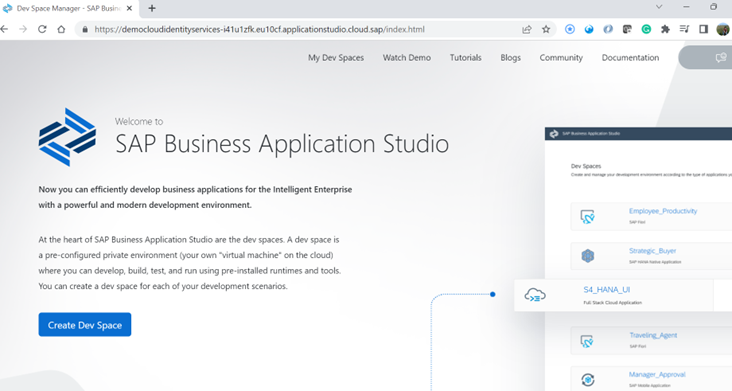 Dev Space Manager - SAP Busin
https://democloudidentityservices-i41u1zfk.eu10cf.applicationstudio.cloud.sap/index.html
My Dev Spaces Watch Demo Tutorials Blogs Community Documentation
Welcome to
SAP Business Application Studio
Now you can efficiently develop business applications for the Intelligent Enterprise
with a powerful and modern development environment.
At the heart of SAP Business Application Studio are the dev spaces. A dev space is
a pre-configured private environment (your own "virtual machine" on the cloud)
where you can develop, build, test, and run using pre-installed runtimes and tools.
You can create a dev space for each of your development scenarios.
Create Dev Space
SAP Business Application Studio
Dev Spaces
Create and manage your development environment according to the type of applications
Employee_Productivity
SAP Fiori
Strategic_Buyer
SAP HANA Native Application
S4_HANA_UI
Full Stack Cloud Application
Traveling_Agent
SAP Fiori
Manager_Approval
SAP Mobile Application